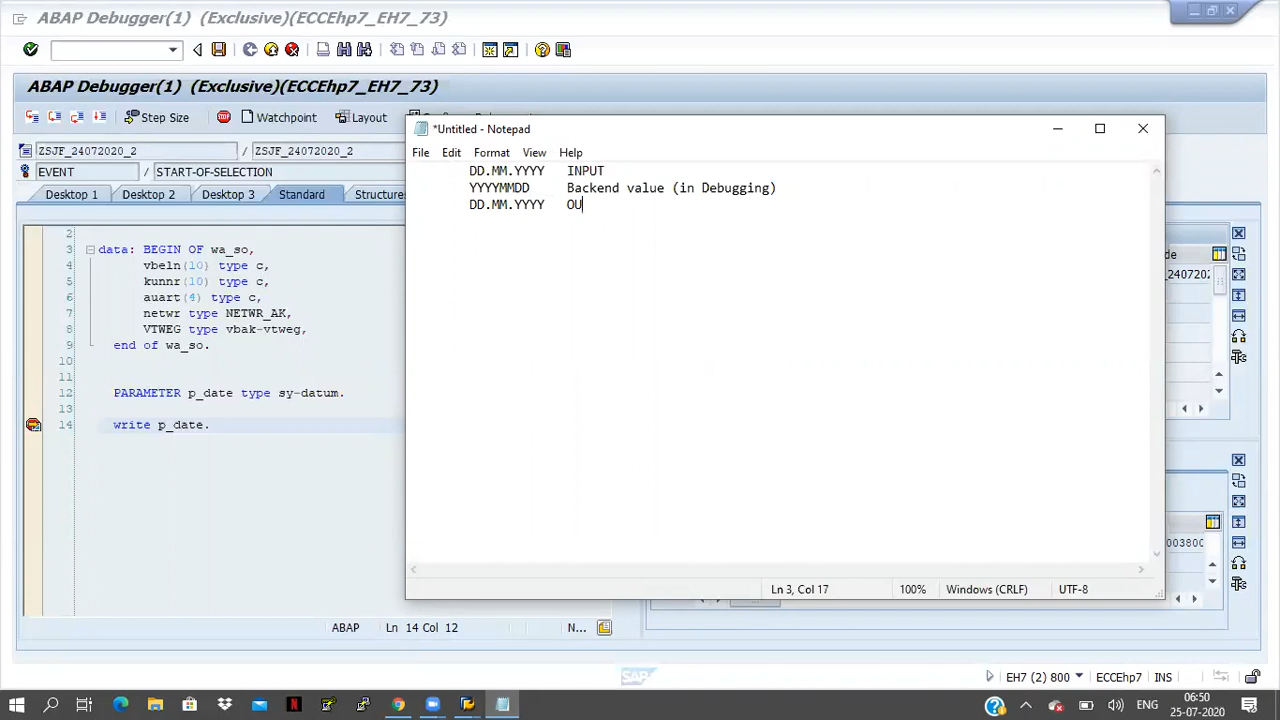 ABAP Debugger(1) (Exclusive)(ECCEhp7_EH7_73)
ABAP Debugger(1) (Exclusive)(ECCEhp7_EH7_73)
Step Size Watchpoint Layout
ZSJF_24072020_2 / ZSJF_24072020_2
EVENT / START-OF-SELECTION
Desktop 1 Desktop 2 Desktop 3 Standard Structure
2
3 data: BEGIN OF wa_so,
4 vbeln(10) type c,
5 kunnr(10) type c,
6 auart(4) type c,
7 netwr type NETWR_AK,
8 VTWEG type vbak-vtweg,
9 end of wa_so.
10
11
12 PARAMETER p_date type sy-datum.
13
14 write p_date.
ABAP Ln 14 Col 12 N...
*Untitled - Notepad
File Edit Format View Help
DD.MM.YYYY INPUT
YYYYMMDD Backend value (in Debugging)
DD.MM.YYYY OU
Ln 3, Col 17 100% Windows (CRLF) UTF-8
de
_240720
003800
SAP
EH7 (2) 800 ECCEhp7 INS
ENG 06:50
25-07-2020